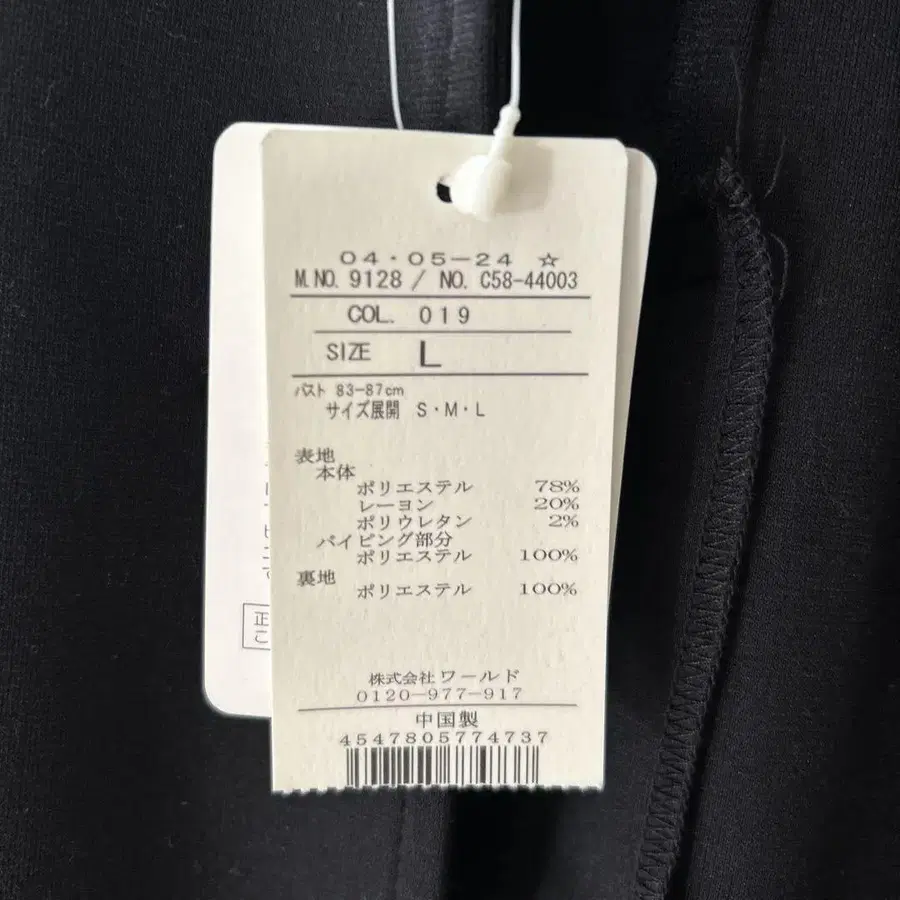 04・05-24 ☆
M.NO. 9128 / NO. C58-44003
COL. 019
SIZE L
バスト 83-87cm
サイズ展開 S・M・L
表地
本体
ポリエステル 78%
レーヨン 20%
ポリウレタン 2%
パイピング部分
ポリエステル 100%
裏地
ポリエステル 100%
株式会社ワールド
0120-977-917
中国製
4547805774737
正
こ